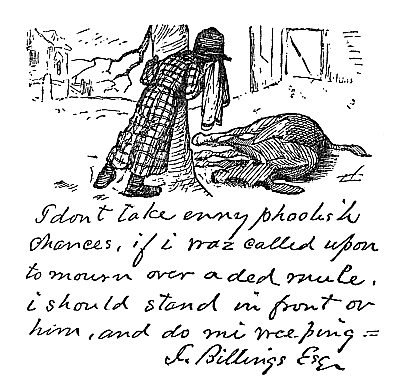 I dont take enny phoolish
chances, if i waz called upon
to mourn over a ded mule,
i should stand in front ov
him, and do mi weeping =
J. Billings Esq